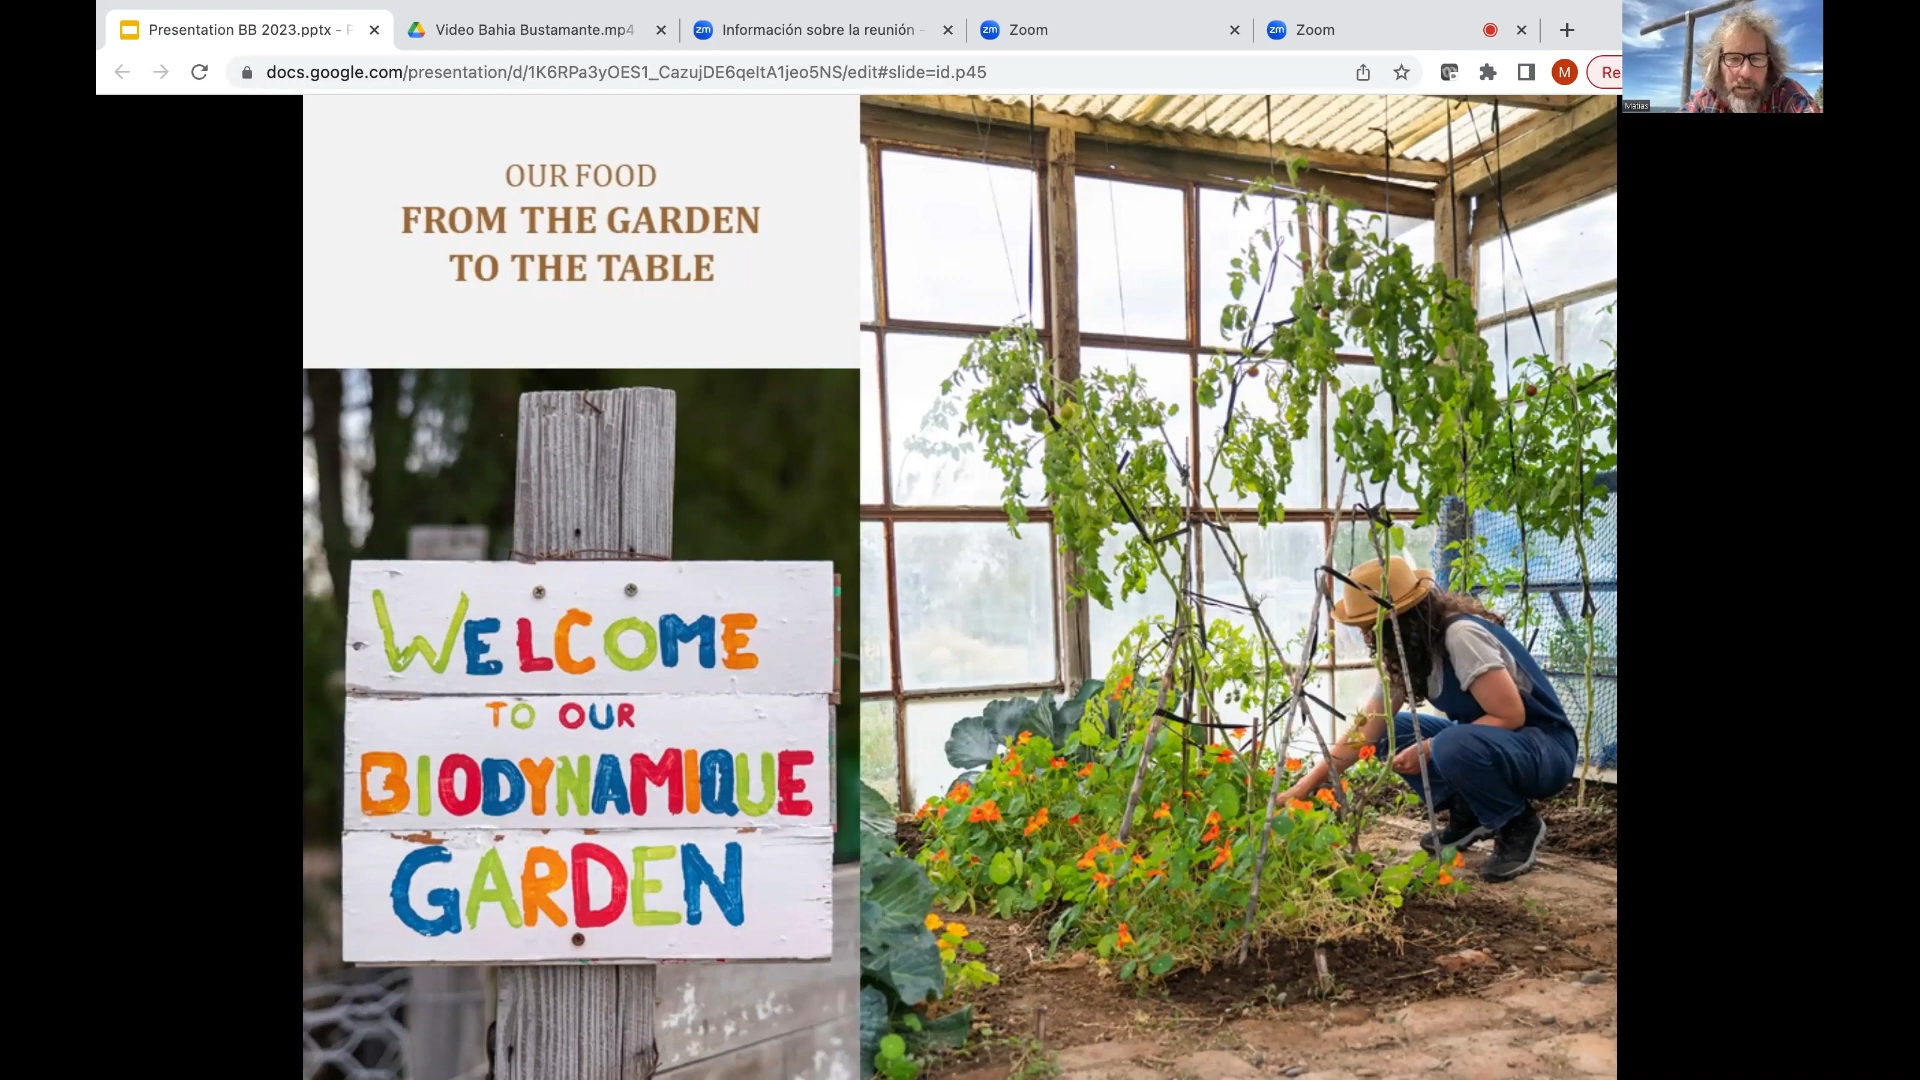 Presentation BB 2023.pptx - P
Video Bahia Bustamante.mp4
Información sobre la reunión -
Zoom
Zoom
docs.google.com/presentation/d/1K6RPa3yOES1_CazujDE6qeltA1jeo5NS/edit#slide=id.p45
M
Re
Matias
OUR FOOD
FROM THE GARDEN
TO THE TABLE
WELCOME
TO OUR
BIODYNAMIQUE
GARDEN